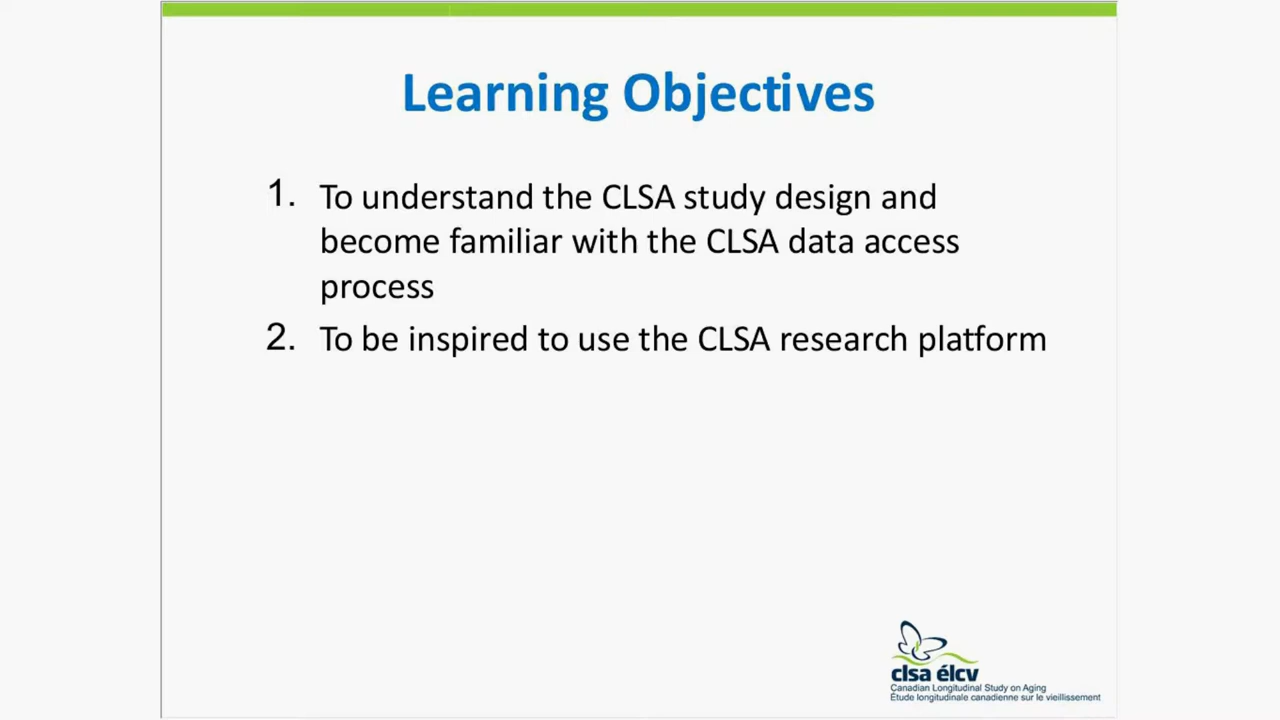 Learning Objectives
1. To understand the CLSA study design and
become familiar with the CLSA data access
process
2. To be inspired to use the CLSA research platform
clsa élcv
Canadian Longitudinal Study on Aging
Étude longitudinale canadienne sur le vieillissement